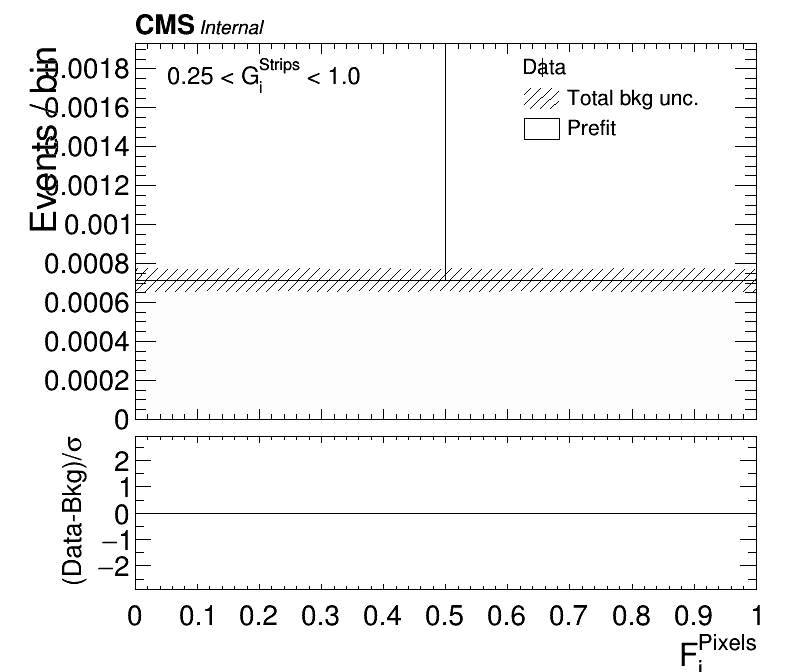 CMS Internal
Events / bin
0.25 < G_i^Strips < 1.0
Data
Total bkg unc.
Prefit
0.0018
0.0016
0.0014
0.0012
0.001
0.0008
0.0006
0.0004
0.0002
0
(Data-Bkg)/σ
2
1
0
−1
−2
0 0.1 0.2 0.3 0.4 0.5 0.6 0.7 0.8 0.9 1
F_i^Pixels